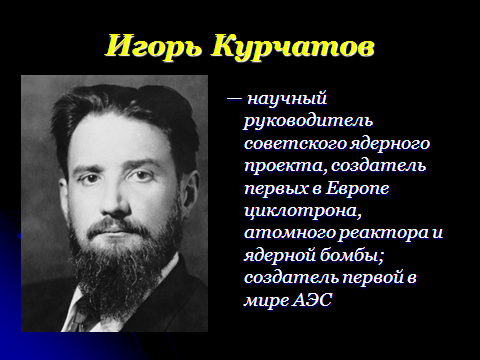 Игорь Курчатов
— научный
руководитель
советского ядерного
проекта, создатель
первых в Европе
циклотрона,
атомного реактора и
ядерной бомбы;
создатель первой в
мире АЭС